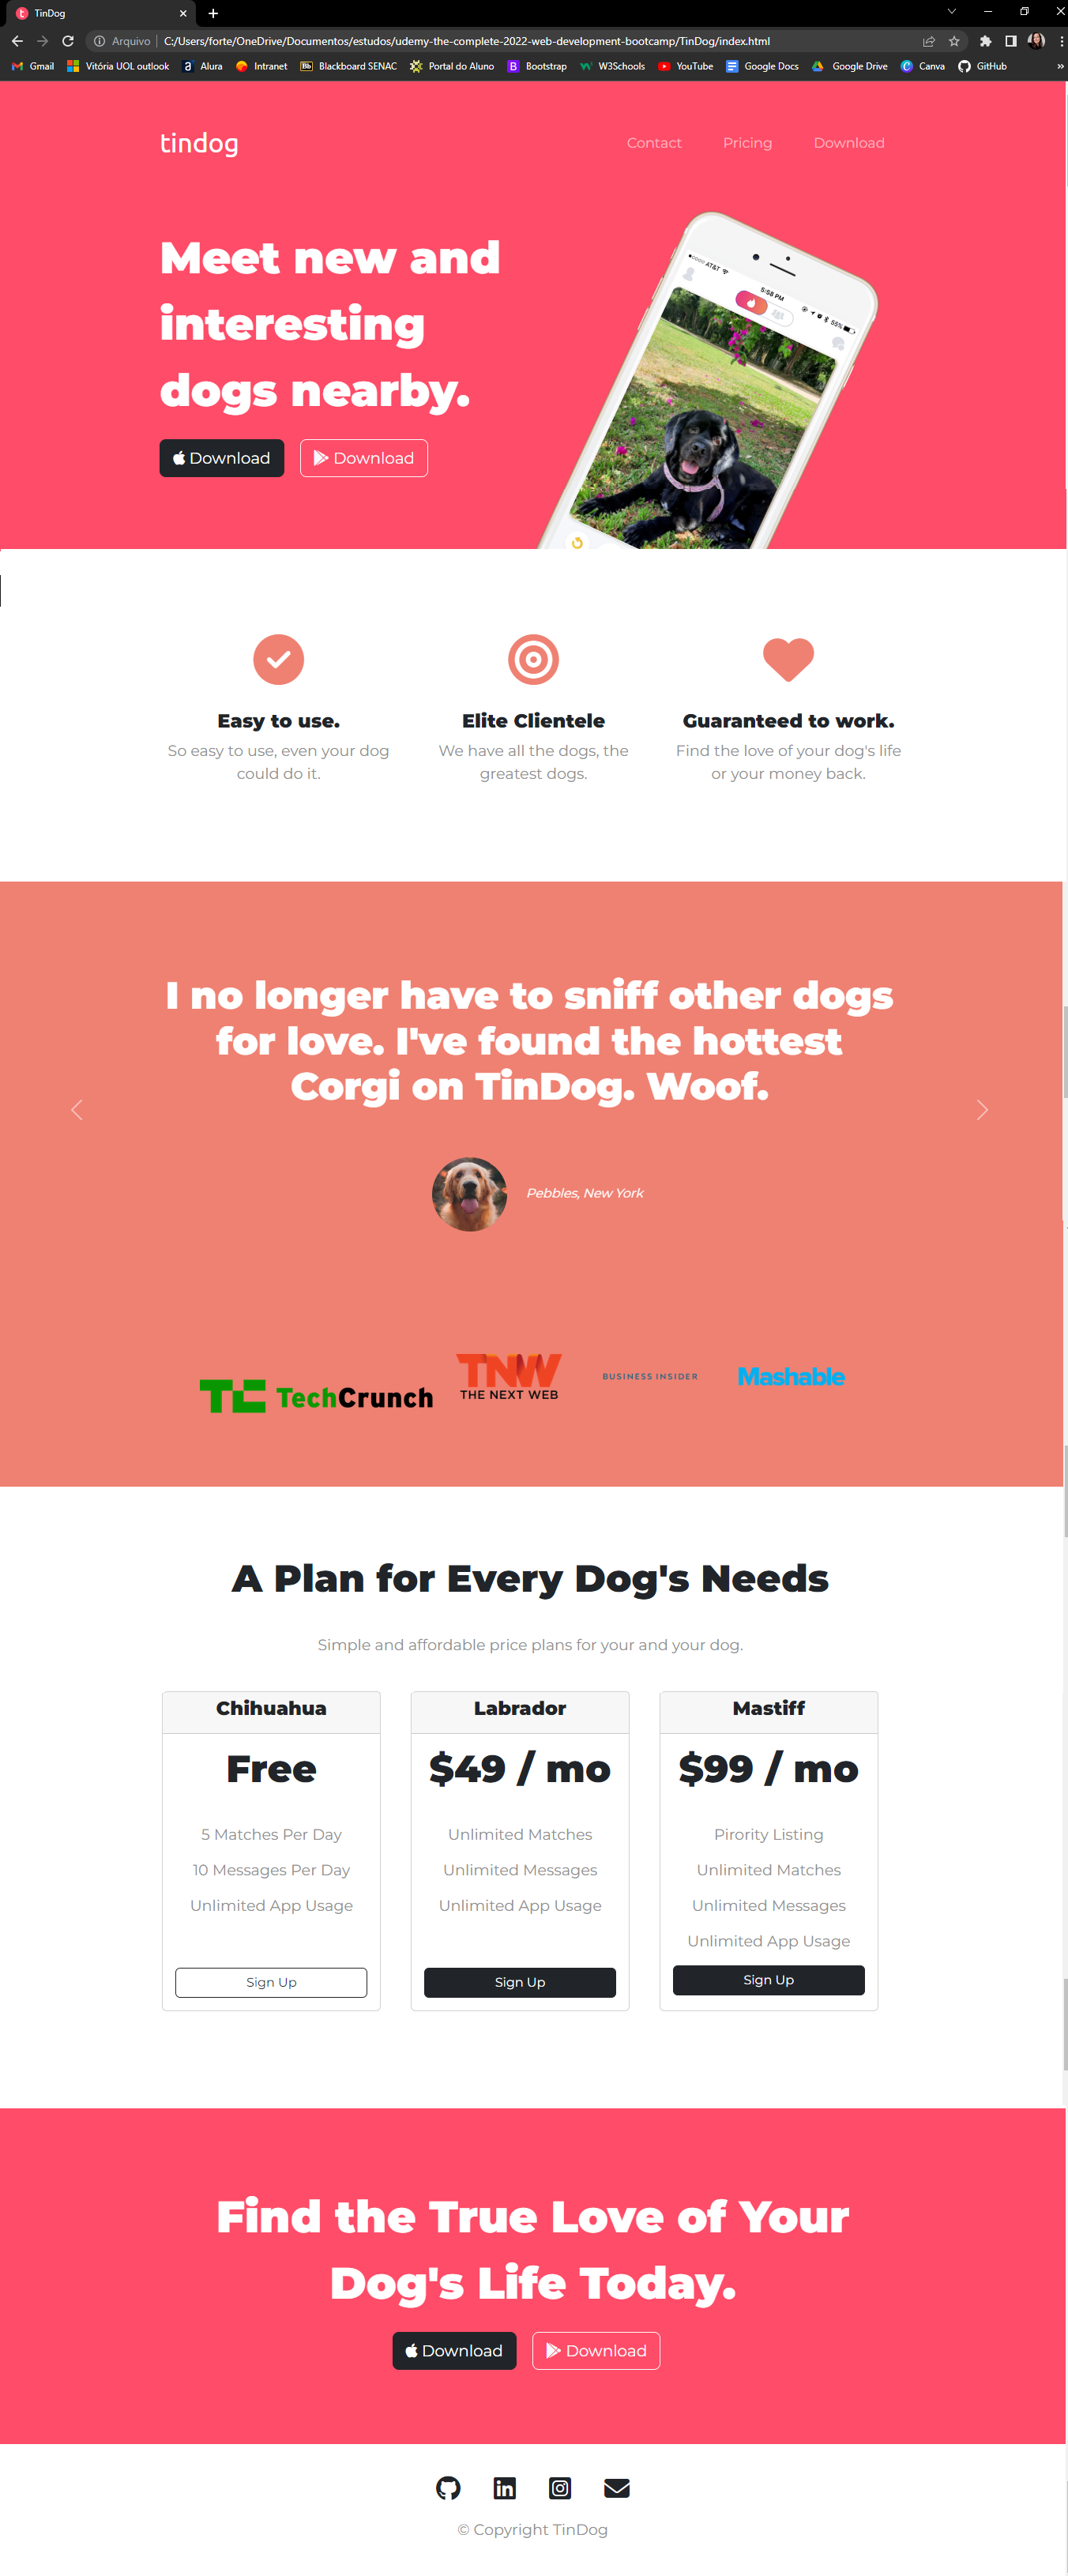 TinDog
Arquivo C:/Users/forte/OneDrive/Documentos/estudos/udemy-the-complete-2022-web-development-bootcamp/TinDog/index.html
Gmail Vitória UOL outlook Alura Intranet Bb Blackboard SENAC Portal do Aluno Bootstrap W3Schools YouTube Google Docs Google Drive Canva GitHub »
tindog Contact Pricing Download
Meet new and
interesting
dogs nearby.
AT&T 5:58 PM 55%
Download Download
Easy to use. Elite Clientele Guaranteed to work.
So easy to use, even your dog We have all the dogs, the Find the love of your dog's life
could do it. greatest dogs. or your money back.
I no longer have to sniff other dogs
for love. I've found the hottest
Corgi on TinDog. Woof.
Pebbles, New York
TC TechCrunch TNW THE NEXT WEB BUSINESS INSIDER Mashable
A Plan for Every Dog's Needs
Simple and affordable price plans for your and your dog.
Chihuahua Labrador Mastiff
Free $49 / mo $99 / mo
5 Matches Per Day Unlimited Matches Pirority Listing
10 Messages Per Day Unlimited Messages Unlimited Matches
Unlimited App Usage Unlimited App Usage Unlimited Messages
Unlimited App Usage
Sign Up Sign Up Sign Up
Find the True Love of Your
Dog's Life Today.
Download Download
© Copyright TinDog